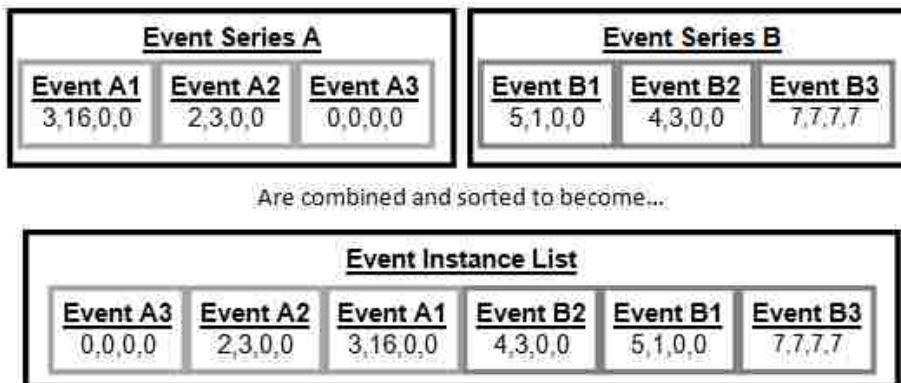 Event Series A
Event A1 Event A2 Event A3
3,16,0,0 2,3,0,0 0,0,0,0
Event Series B
Event B1 Event B2 Event B3
5,1,0,0 4,3,0,0 7,7,7,7
Are combined and sorted to become...
Event Instance List
Event A3 Event A2 Event A1 Event B2 Event B1 Event B3
0,0,0,0 2,3,0,0 3,16,0,0 4,3,0,0 5,1,0,0 7,7,7,7